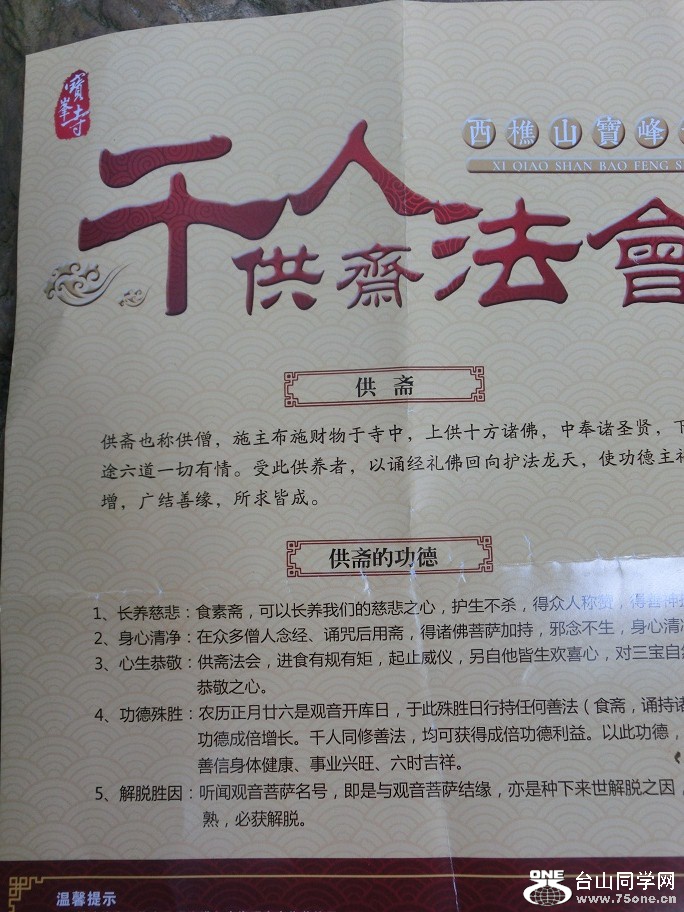 寶峯寺
西樵山寶峰
XI QIAO SHAN BAO FENG S
千人
供齋法會
供 斋
供斋也称供僧，施主布施财物于寺中，上供十方诸佛，中奉诸圣贤，下
途六道一切有情。受此供养者，以诵经礼佛回向护法龙天，使功德主福
增，广结善缘，所求皆成。
供斋的功德
1、长养慈悲：食素斋，可以长养我们的慈悲之心，护生不杀，得众人称赞，得善神
2、身心清净：在众多僧人念经、诵咒后用斋，得诸佛菩萨加持，邪念不生，身心清净
3、心生恭敬：供斋法会，进食有规有矩，起止威仪，另自他皆生欢喜心，对三宝自
恭敬之心。
4、功德殊胜：农历正月廿六是观音开库日，于此殊胜日行持任何善法（食斋，诵持诸
功德成倍增长。千人同修善法，均可获得成倍功德利益。以此功德，
善信身体健康、事业兴旺、六时吉祥。
5、解脱胜因：听闻观音菩萨名号，即是与观音菩萨结缘，亦是种下来世解脱之因，
熟，必获解脱。
温馨提示
ONE 台山同学网
www.75one.cn